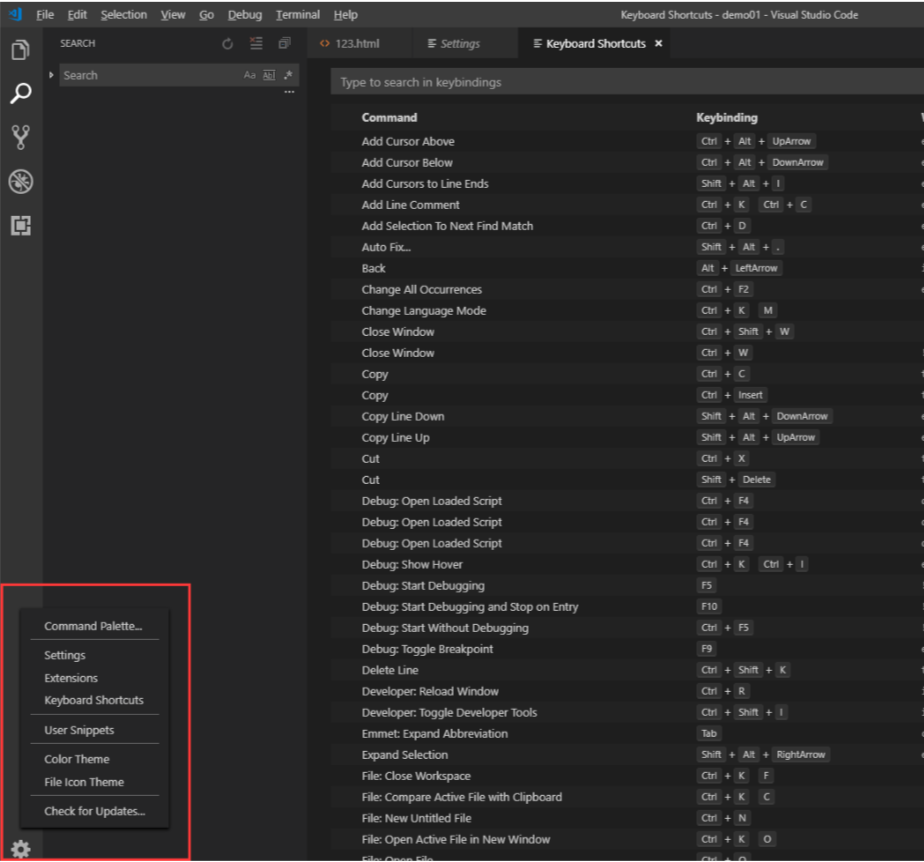 File Edit Selection View Go Debug Terminal Help Keyboard Shortcuts - demo01 - Visual Studio Code
SEARCH
Search Aa Abl .*
...
123.html Settings Keyboard Shortcuts ×
Type to search in keybindings
Command Keybinding
Add Cursor Above Ctrl + Alt + UpArrow
Add Cursor Below Ctrl + Alt + DownArrow
Add Cursors to Line Ends Shift + Alt + I
Add Line Comment Ctrl + K Ctrl + C
Add Selection To Next Find Match Ctrl + D
Auto Fix... Shift + Alt + .
Back Alt + LeftArrow
Change All Occurrences Ctrl + F2
Change Language Mode Ctrl + K M
Close Window Ctrl + Shift + W
Close Window Ctrl + W
Copy Ctrl + C
Copy Ctrl + Insert
Copy Line Down Shift + Alt + DownArrow
Copy Line Up Shift + Alt + UpArrow
Cut Ctrl + X
Cut Shift + Delete
Debug: Open Loaded Script Ctrl + F4
Debug: Open Loaded Script Ctrl + F4
Debug: Open Loaded Script Ctrl + F4
Debug: Show Hover Ctrl + K Ctrl + I
Debug: Start Debugging F5
Debug: Start Debugging and Stop on Entry F10
Debug: Start Without Debugging Ctrl + F5
Debug: Toggle Breakpoint F9
Delete Line Ctrl + Shift + K
Developer: Reload Window Ctrl + R
Developer: Toggle Developer Tools Ctrl + Shift + I
Emmet: Expand Abbreviation Tab
Expand Selection Shift + Alt + RightArrow
File: Close Workspace Ctrl + K F
File: Compare Active File with Clipboard Ctrl + K C
File: New Untitled File Ctrl + N
File: Open Active File in New Window Ctrl + K O
File: Open File Ctrl + O
Command Palette...
Settings
Extensions
Keyboard Shortcuts
User Snippets
Color Theme
File Icon Theme
Check for Updates...